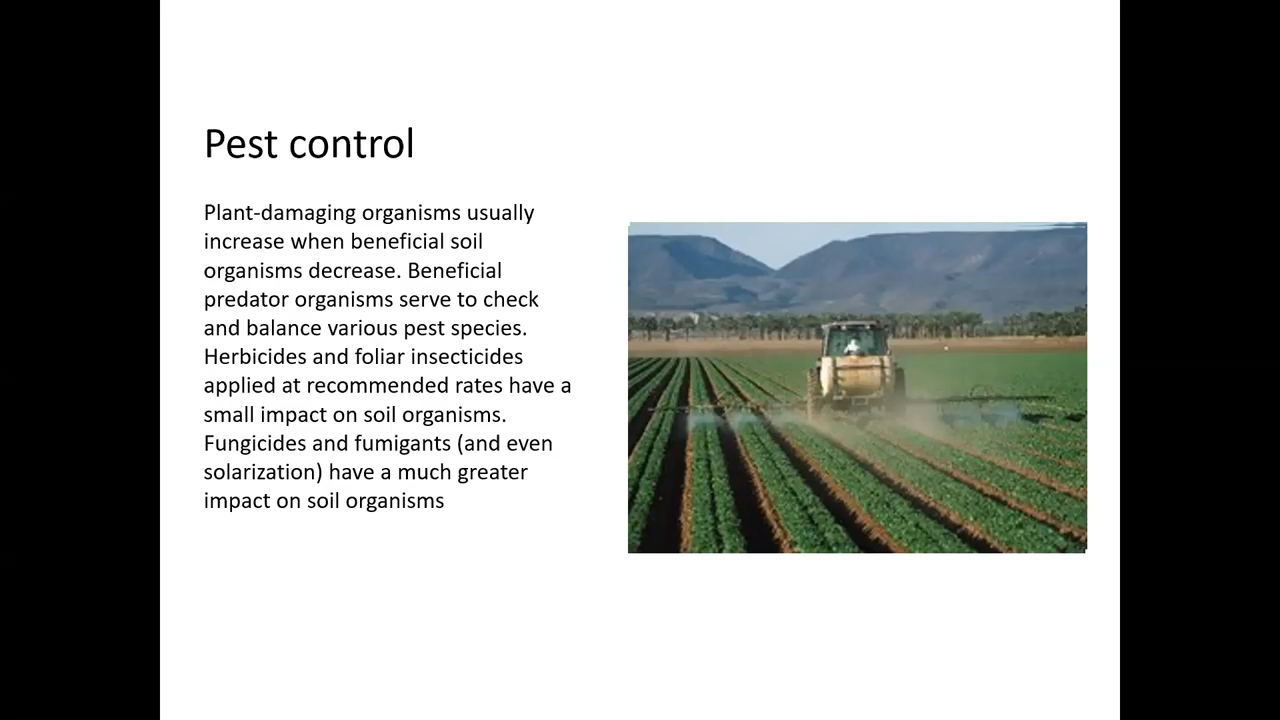 Pest control
Plant-damaging organisms usually
increase when beneficial soil
organisms decrease. Beneficial
predator organisms serve to check
and balance various pest species.
Herbicides and foliar insecticides
applied at recommended rates have a
small impact on soil organisms.
Fungicides and fumigants (and even
solarization) have a much greater
impact on soil organisms